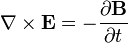 ∇ × 𝐄 = −∂𝐁/∂t